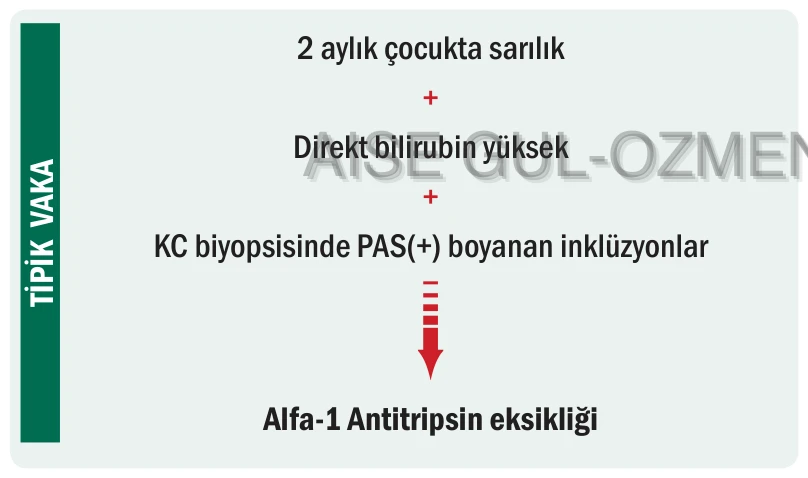 TİPİK VAKA
2 aylık çocukta sarılık
+
Direkt bilirubin yüksek
AISE GUL-OZMEN
+
KC biyopsisinde PAS(+) boyanan inklüzyonlar
Alfa-1 Antitripsin eksikliği